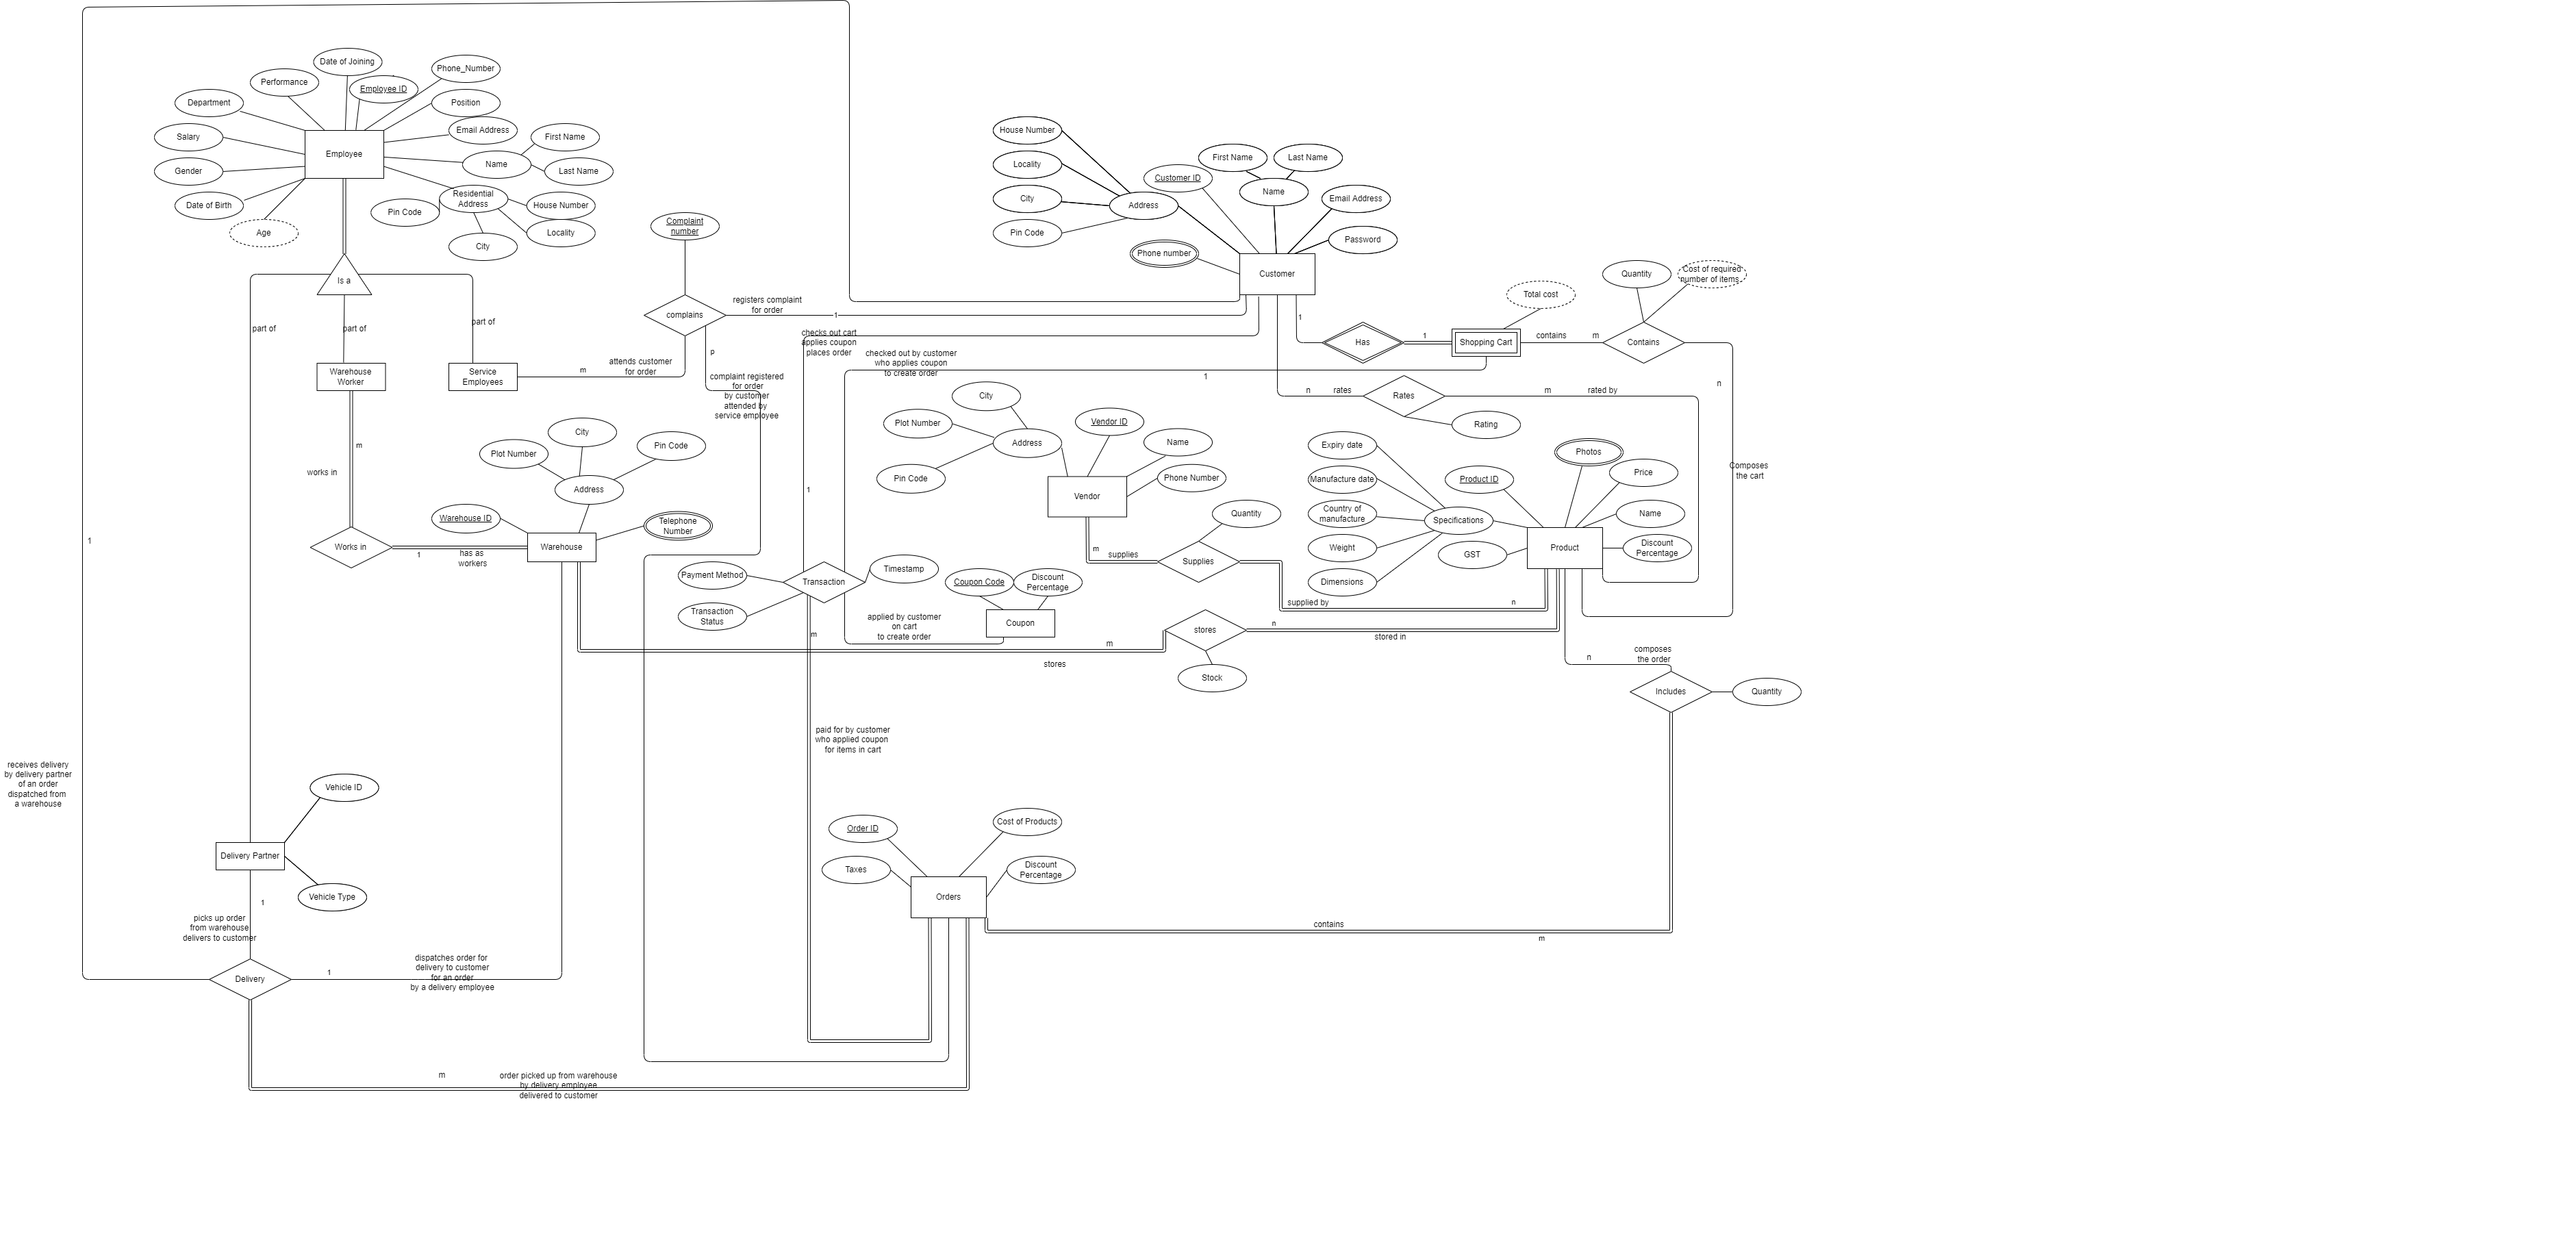 Date of Joining
Phone_Number
Performance
Employee ID
Department
Position
Salary
Email Address
First Name
Employee
Name
Gender
Last Name
Date of Birth
Residential
Address
House Number
Pin Code
Age
City
Locality
Is a
part of
part of
part of
Warehouse
Worker
Service
Employees
Complaint
number
complains
registers complaint
for order
1
attends customer
for order
m
p
complaint registered
for order
by customer
attended by
service employee
House Number
Locality
City
Pin Code
Address
Customer ID
First Name
Last Name
Name
Email Address
Password
Phone number
Customer
1
Has
1
Total cost
Shopping Cart
contains
m
Quantity
Cost of required
number of items
Contains
n
Composes
the cart
checks out cart
applies coupon
places order
checked out by customer
who applies coupon
to create order
1
n
rates
Rates
m
rated by
Rating
m
works in
Works in
1
has as
workers
City
Plot Number
Pin Code
Address
Warehouse ID
Telephone
Number
Warehouse
City
Plot Number
Address
Pin Code
Vendor ID
Name
Phone Number
Vendor
m
supplies
Supplies
Quantity
supplied by
n
Expiry date
Manufacture date
Country of
manufacture
Weight
Dimensions
Specifications
Product ID
Photos
Price
Name
Discount
Percentage
GST
Product
1
1
Payment Method
Transaction
Timestamp
Transaction
Status
Coupon Code
Discount
Percentage
Coupon
m
applied by customer
on cart
to create order
stores
m
stores
n
stored in
Stock
composes
the order
n
Includes
Quantity
paid for by customer
who applied coupon
for items in cart
receives delivery
by delivery partner
of an order
dispatched from
a warehouse
Vehicle ID
Delivery Partner
Vehicle Type
1
picks up order
from warehouse
delivers to customer
Order ID
Cost of Products
Taxes
Discount
Percentage
Orders
contains
m
Delivery
1
dispatches order for
delivery to customer
for an order
by a delivery employee
m
order picked up from warehouse
by delivery employee
delivered to customer